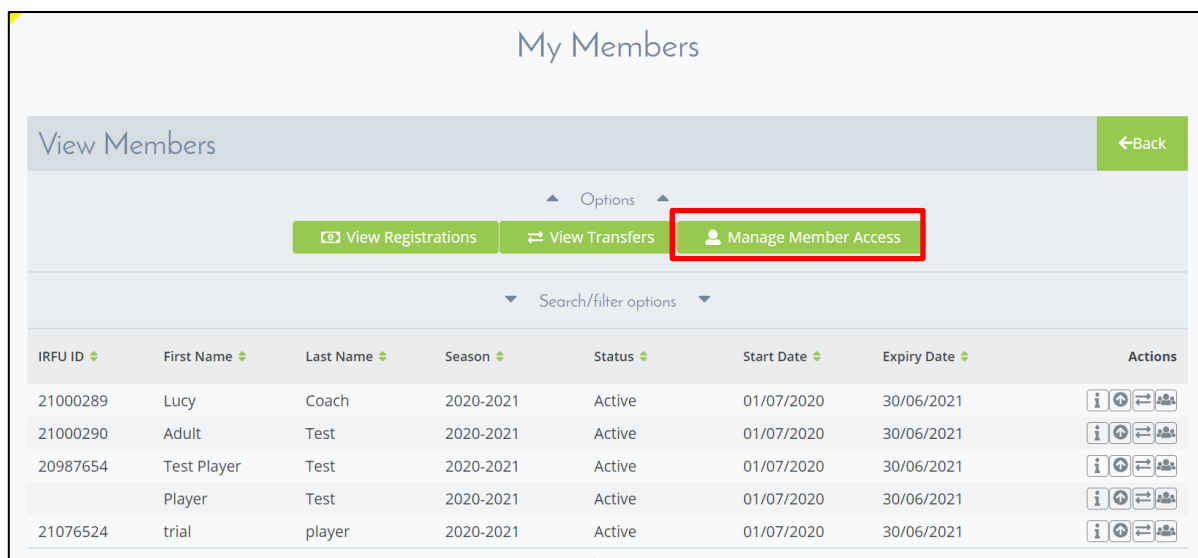 My Members
View Members
Back
Options
View Registrations View Transfers Manage Member Access
Search/filter options
IRFU ID First Name Last Name Season Status Start Date Expiry Date Actions
21000289 Lucy Coach 2020-2021 Active 01/07/2020 30/06/2021
21000290 Adult Test 2020-2021 Active 01/07/2020 30/06/2021
20987654 Test Player Test 2020-2021 Active 01/07/2020 30/06/2021
Player Test 2020-2021 Active 01/07/2020 30/06/2021
21076524 trial player 2020-2021 Active 01/07/2020 30/06/2021